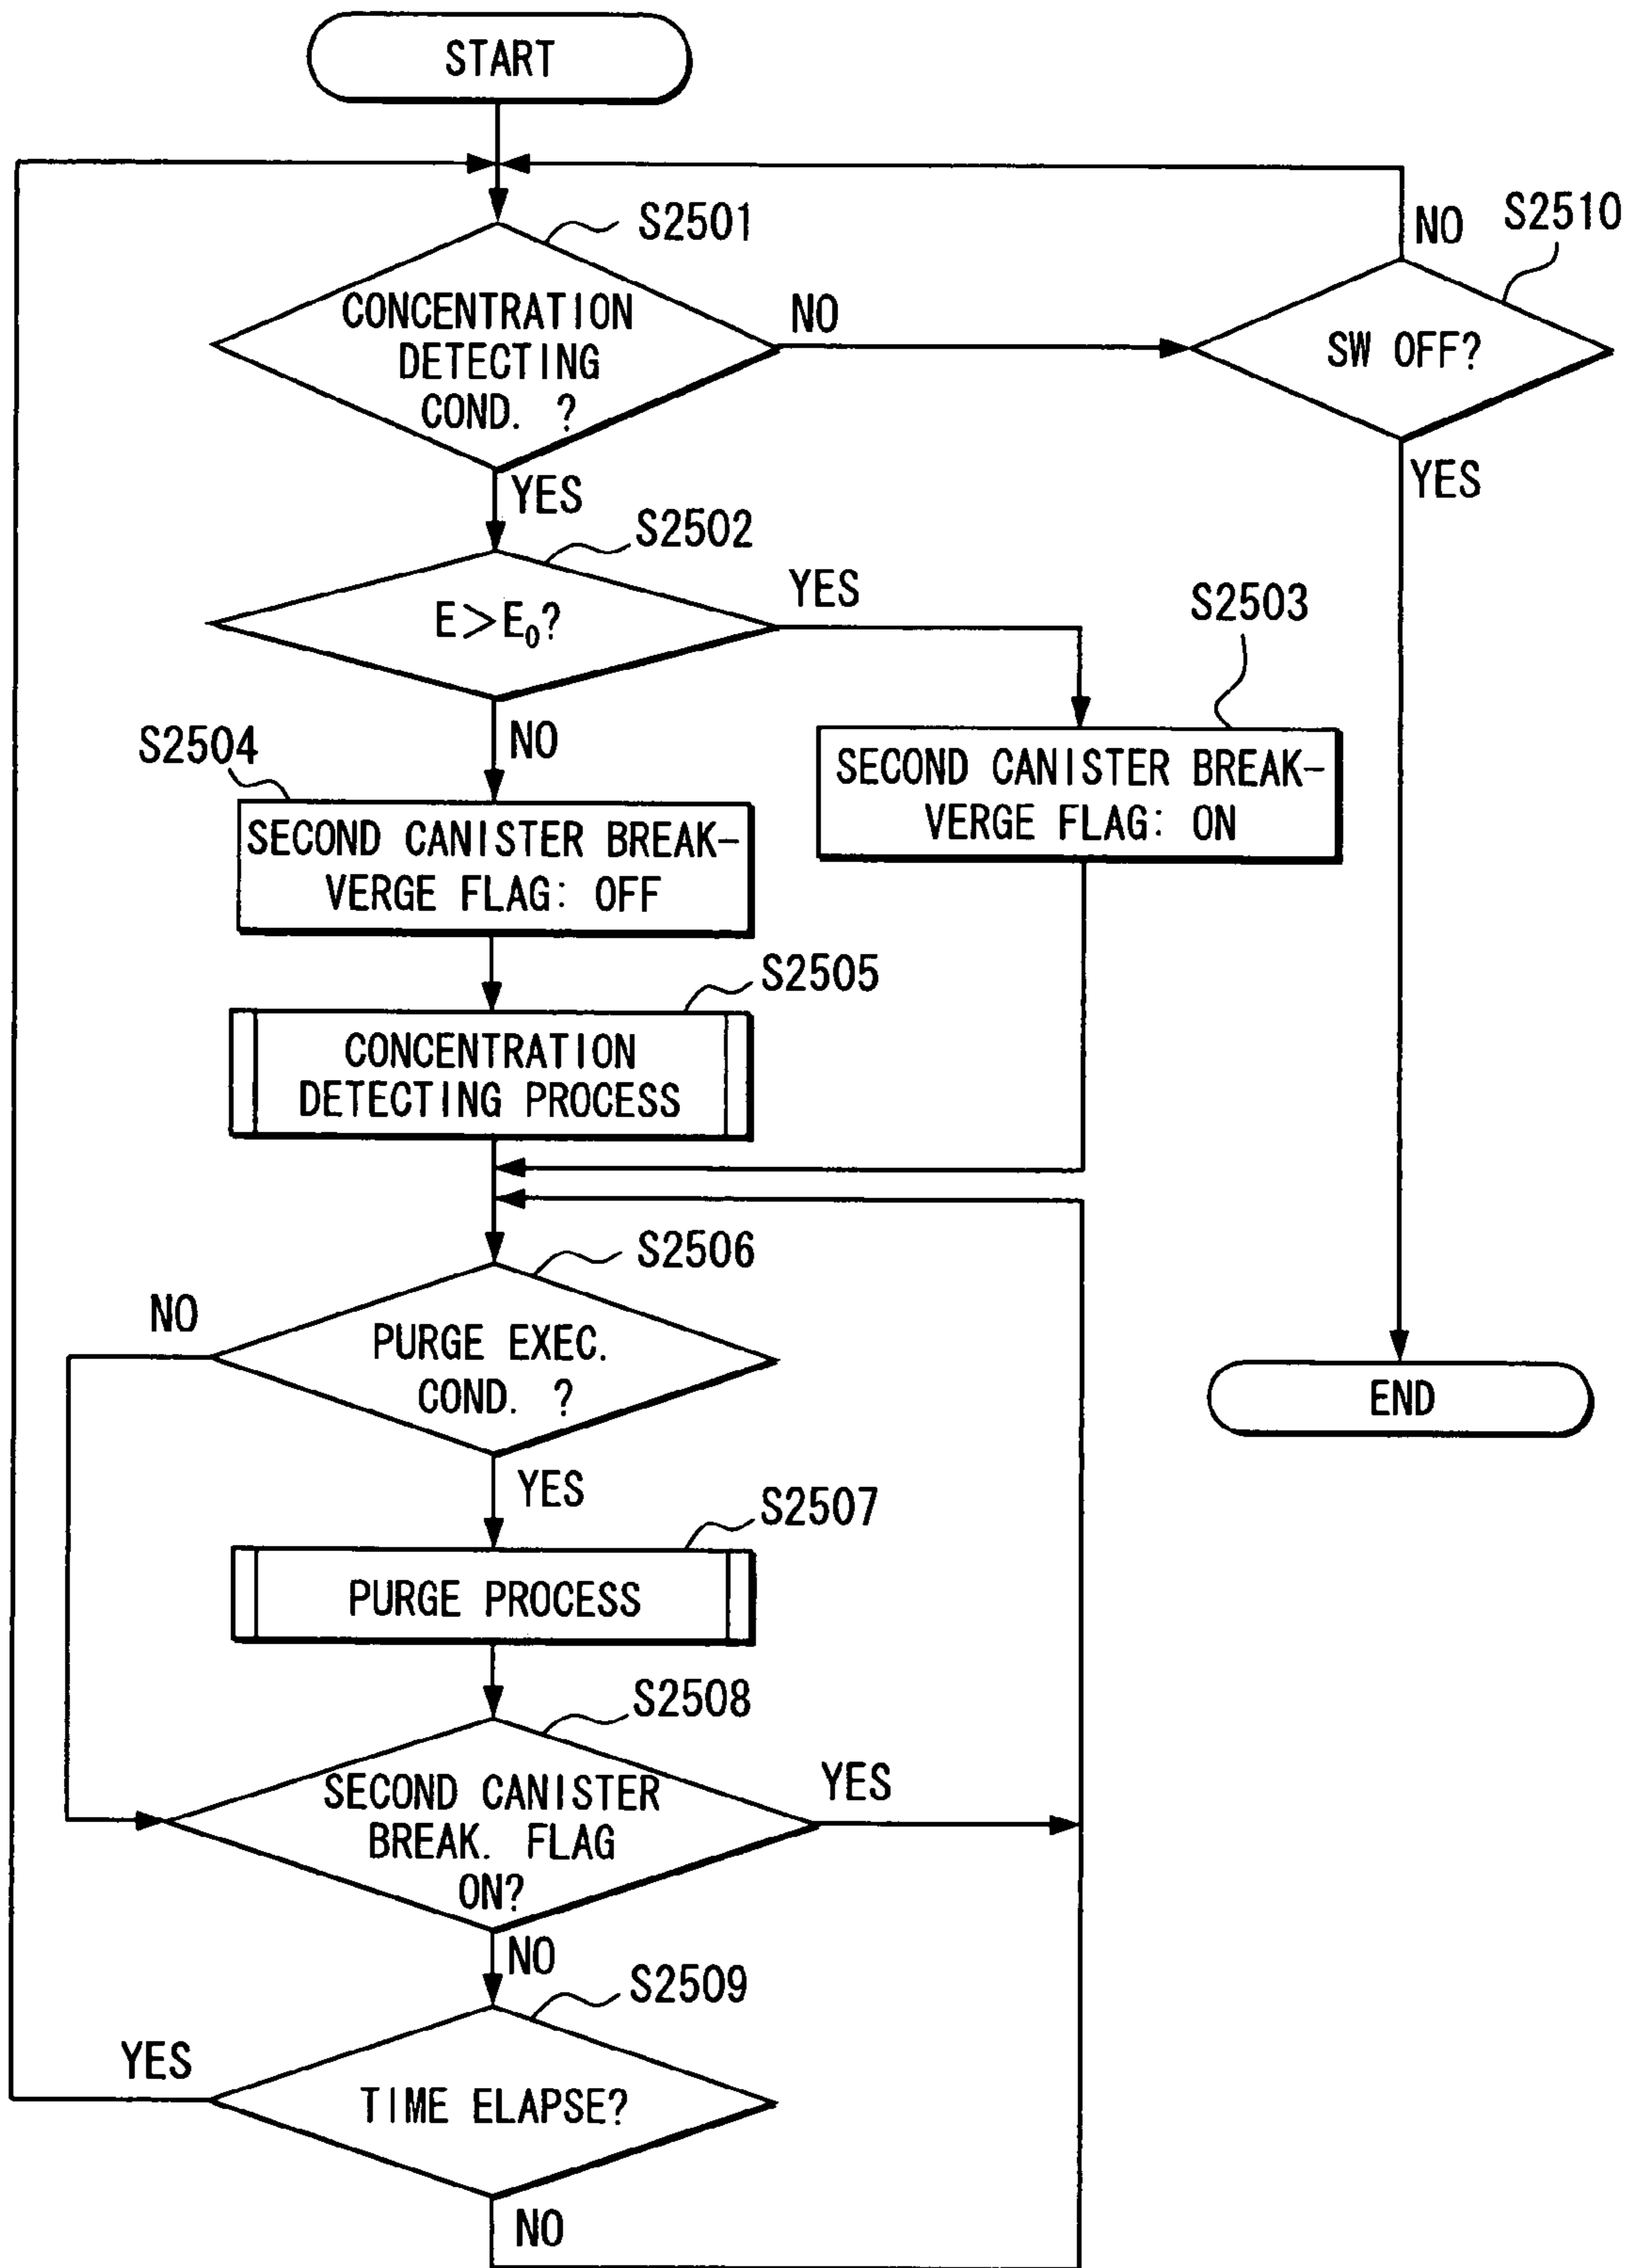 START
S2501
CONCENTRATION
DETECTING
COND. ?
NO
YES
NO
S2510
SW OFF?
YES
S2502
E>E₀?
YES
S2503
SECOND CANISTER BREAK-
VERGE FLAG: ON
NO
S2504
SECOND CANISTER BREAK-
VERGE FLAG: OFF
S2505
CONCENTRATION
DETECTING PROCESS
S2506
NO
PURGE EXEC.
COND. ?
END
YES
S2507
PURGE PROCESS
S2508
SECOND CANISTER
BREAK. FLAG
ON?
YES
NO
S2509
YES
TIME ELAPSE?
NO